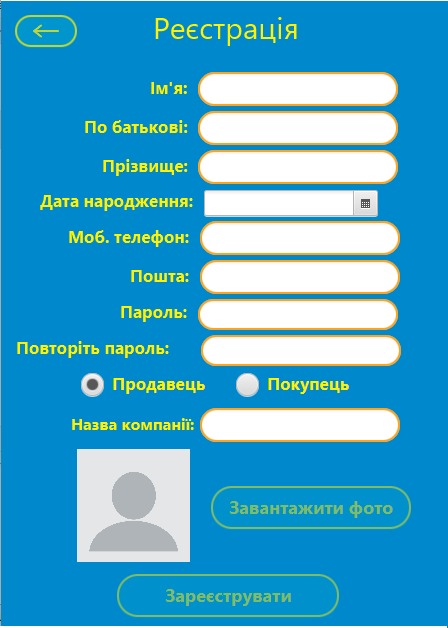 Реєстрація
Ім'я:
По батькові:
Прізвище:
Дата народження:
Моб. телефон:
Пошта:
Пароль:
Повторіть пароль:
Продавець Покупець
Назва компанії:
Завантажити фото
Зареєструвати